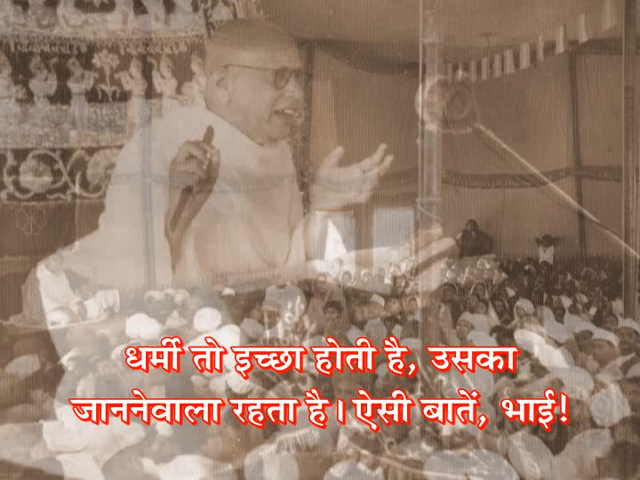 धर्मी तो इच्छा होती है, उसका
जाननेवाला रहता है। ऐसी बातें, भाई!